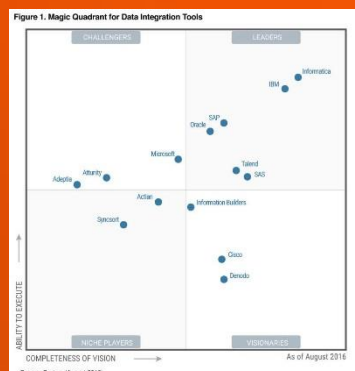 Figure 1. Magic Quadrant for Data Integration Tools
CHALLENGERS
LEADERS
Informatica
IBM
SAP
Oracle
Microsoft
Talend
SAS
Attunity
Adeptia
Actian
Information Builders
Syncsort
Cisco
Denodo
ABILITY TO EXECUTE
NICHE PLAYERS
VISIONARIES
COMPLETENESS OF VISION
As of August 2016